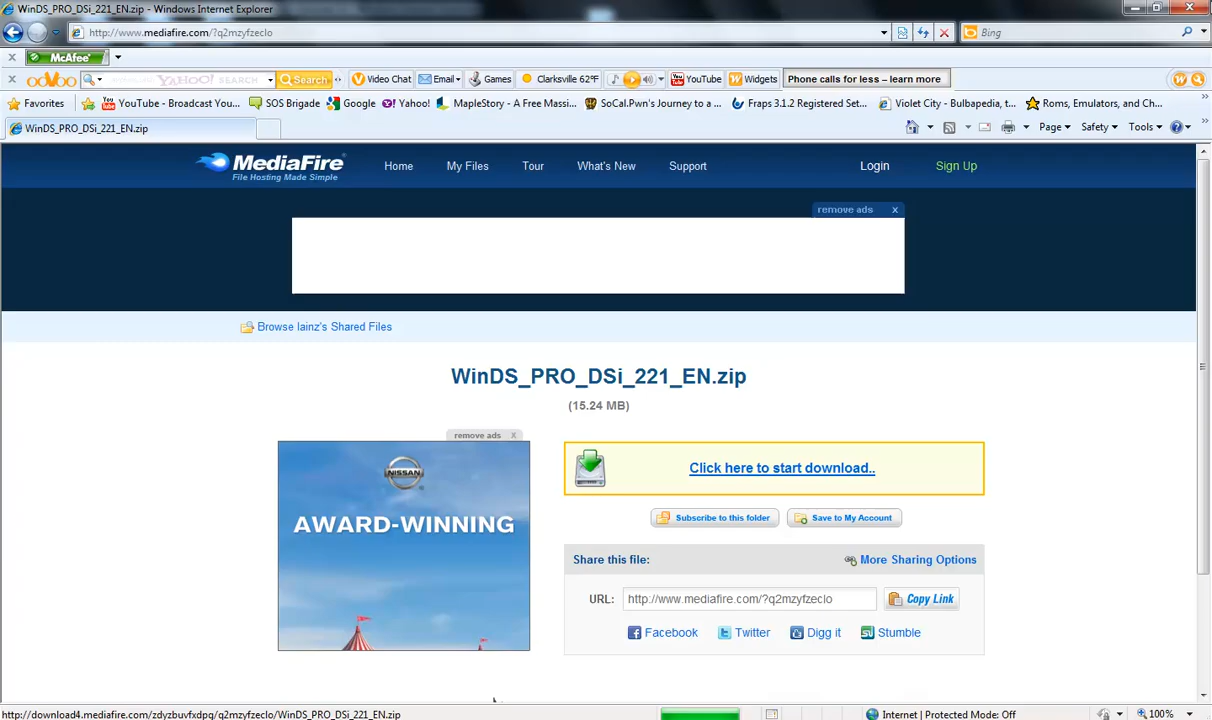 WinDS_PRO_DSi_221_EN.zip - Windows Internet Explorer
http://www.mediafire.com/?q2mzyfzeclo
Bing
McAfee
ooVoo YAHOO! SEARCH Search Video Chat Email Games Clarksville 62°F YouTube Widgets Phone calls for less – learn more
Favorites YouTube - Broadcast You... SOS Brigade Google Yahoo! MapleStory - A Free Massi... SoCal.Pwn's Journey to a ... Fraps 3.1.2 Registered Set... Violet City - Bulbapedia, t... Roms, Emulators, and Ch...
WinDS_PRO_DSi_221_EN.zip
Page Safety Tools
MediaFire Home My Files Tour What's New Support Login Sign Up
File Hosting Made Simple
remove ads x
Browse lainz's Shared Files
WinDS_PRO_DSi_221_EN.zip
(15.24 MB)
remove ads x
NISSAN
AWARD-WINNING
Click here to start download..
Subscribe to this folder Save to My Account
Share this file: More Sharing Options
URL: http://www.mediafire.com/?q2mzyfzeclo Copy Link
Facebook Twitter Digg it Stumble
http://download4.mediafire.com/zdyzbuvfxdpq/q2mzyfzeclo/WinDS_PRO_DSi_221_EN.zip Internet | Protected Mode: Off 100%